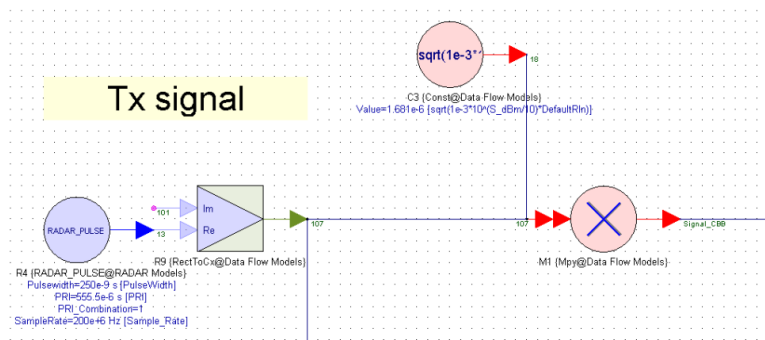 sqrt(1e-3*
18
C3 {Const@Data Flow Models}
Value=1.681e-6 [sqrt(1e-3*10^(S_dBm/10)*DefaultRIn)]
Tx signal
101
Im
Re
13
107
107
RADAR_PULSE
Signal_CBB
R9 {RectToCx@Data Flow Models}
M1 {Mpy@Data Flow Models}
R4 {RADAR_PULSE@RADAR Models}
Pulsewidth=250e-9 s [PulseWidth]
PRI=555.5e-6 s [PRI]
PRI_Combination=1
SampleRate=200e+6 Hz [Sample_Rate]